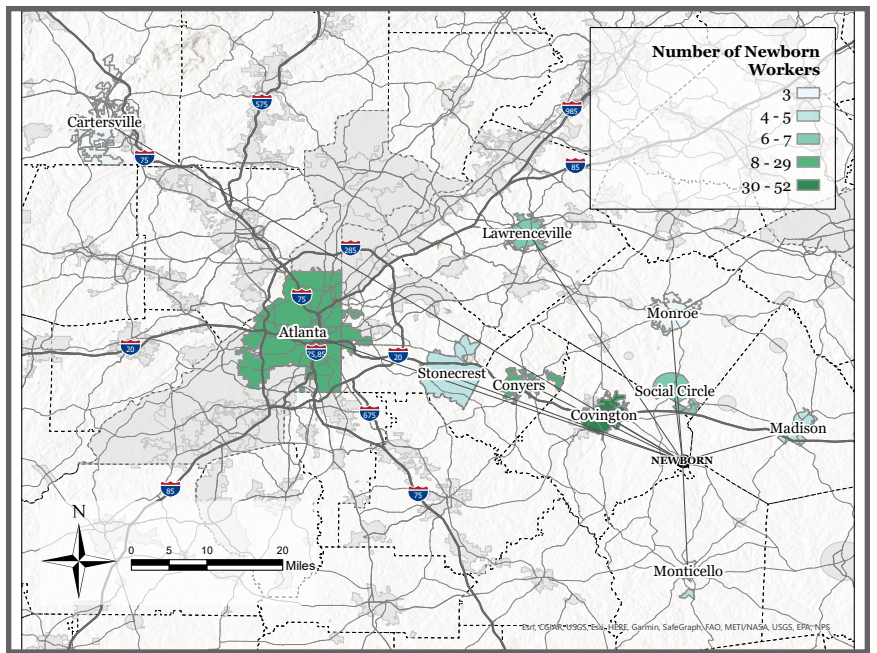 Number of Newborn
Workers
3
4 - 5
6 - 7
8 - 29
30 - 52
575
985
Cartersville
75
85
Lawrenceville
285
75
Monroe
Atlanta
20
75,85
20
Stonecrest
Conyers
Social Circle
675
Covington
Madison
NEWBORN
85
75
N
0 5 10 20
Miles
Monticello
Esri, CGIAR, USGS, Esri, HERE, Garmin, SafeGraph, FAO, METI/NASA, USGS, EPA, NPS